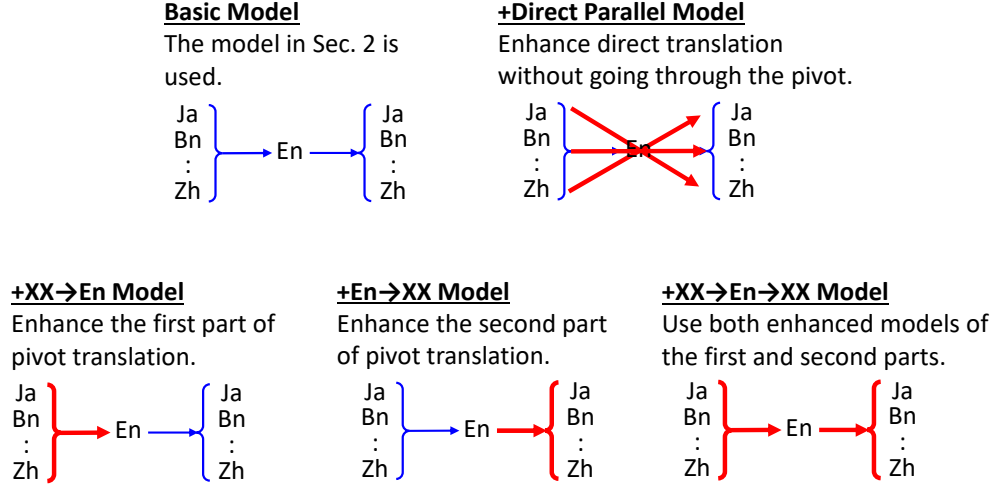 Basic Model
The model in Sec. 2 is
used.
Ja
Bn
:
Zh
En
Ja
Bn
:
Zh
+Direct Parallel Model
Enhance direct translation
without going through the pivot.
Ja
Bn
:
Zh
En
Ja
Bn
:
Zh
+XX→En Model
Enhance the first part of
pivot translation.
Ja
Bn
:
Zh
En
Ja
Bn
:
Zh
+En→XX Model
Enhance the second part
of pivot translation.
Ja
Bn
:
Zh
En
Ja
Bn
:
Zh
+XX→En→XX Model
Use both enhanced models of
the first and second parts.
Ja
Bn
:
Zh
En
Ja
Bn
:
Zh